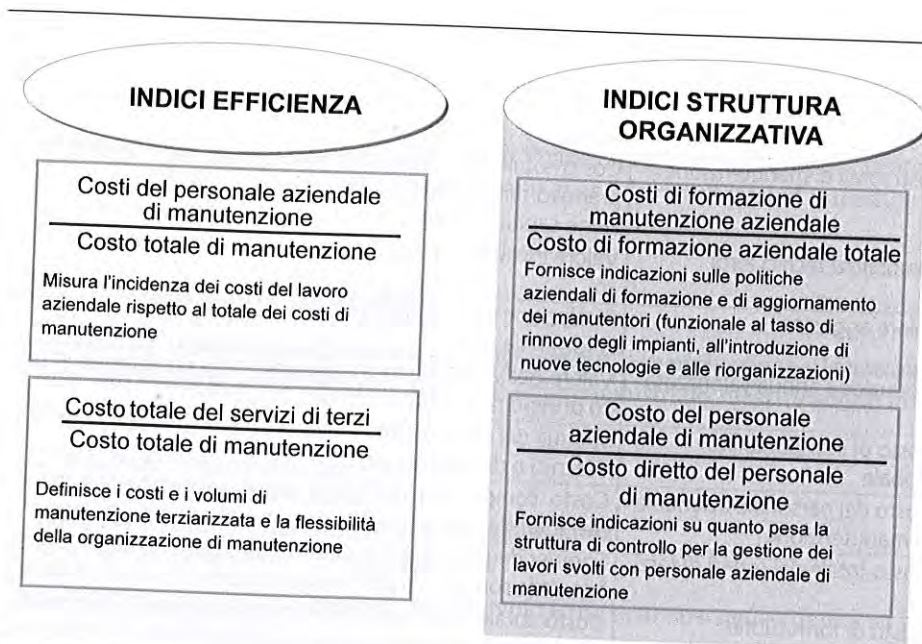 INDICI EFFICIENZA
Costi del personale aziendale
di manutenzione
Costo totale di manutenzione
Misura l'incidenza dei costi del lavoro
aziendale rispetto al totale dei costi di
manutenzione
Costo totale del servizi di terzi
Costo totale di manutenzione
Definisce i costi e i volumi di
manutenzione terziarizzata e la flessibilità
della organizzazione di manutenzione
INDICI STRUTTURA
ORGANIZZATIVA
Costi di formazione di
manutenzione aziendale
Costo di formazione aziendale totale
Fornisce indicazioni sulle politiche
aziendali di formazione e di aggiornamento
dei manutentori (funzionale al tasso di
rinnovo degli impianti, all'introduzione di
nuove tecnologie e alle riorganizzazioni)
Costo del personale
aziendale di manutenzione
Costo diretto del personale
di manutenzione
Fornisce indicazioni su quanto pesa la
struttura di controllo per la gestione dei
lavori svolti con personale aziendale di
manutenzione